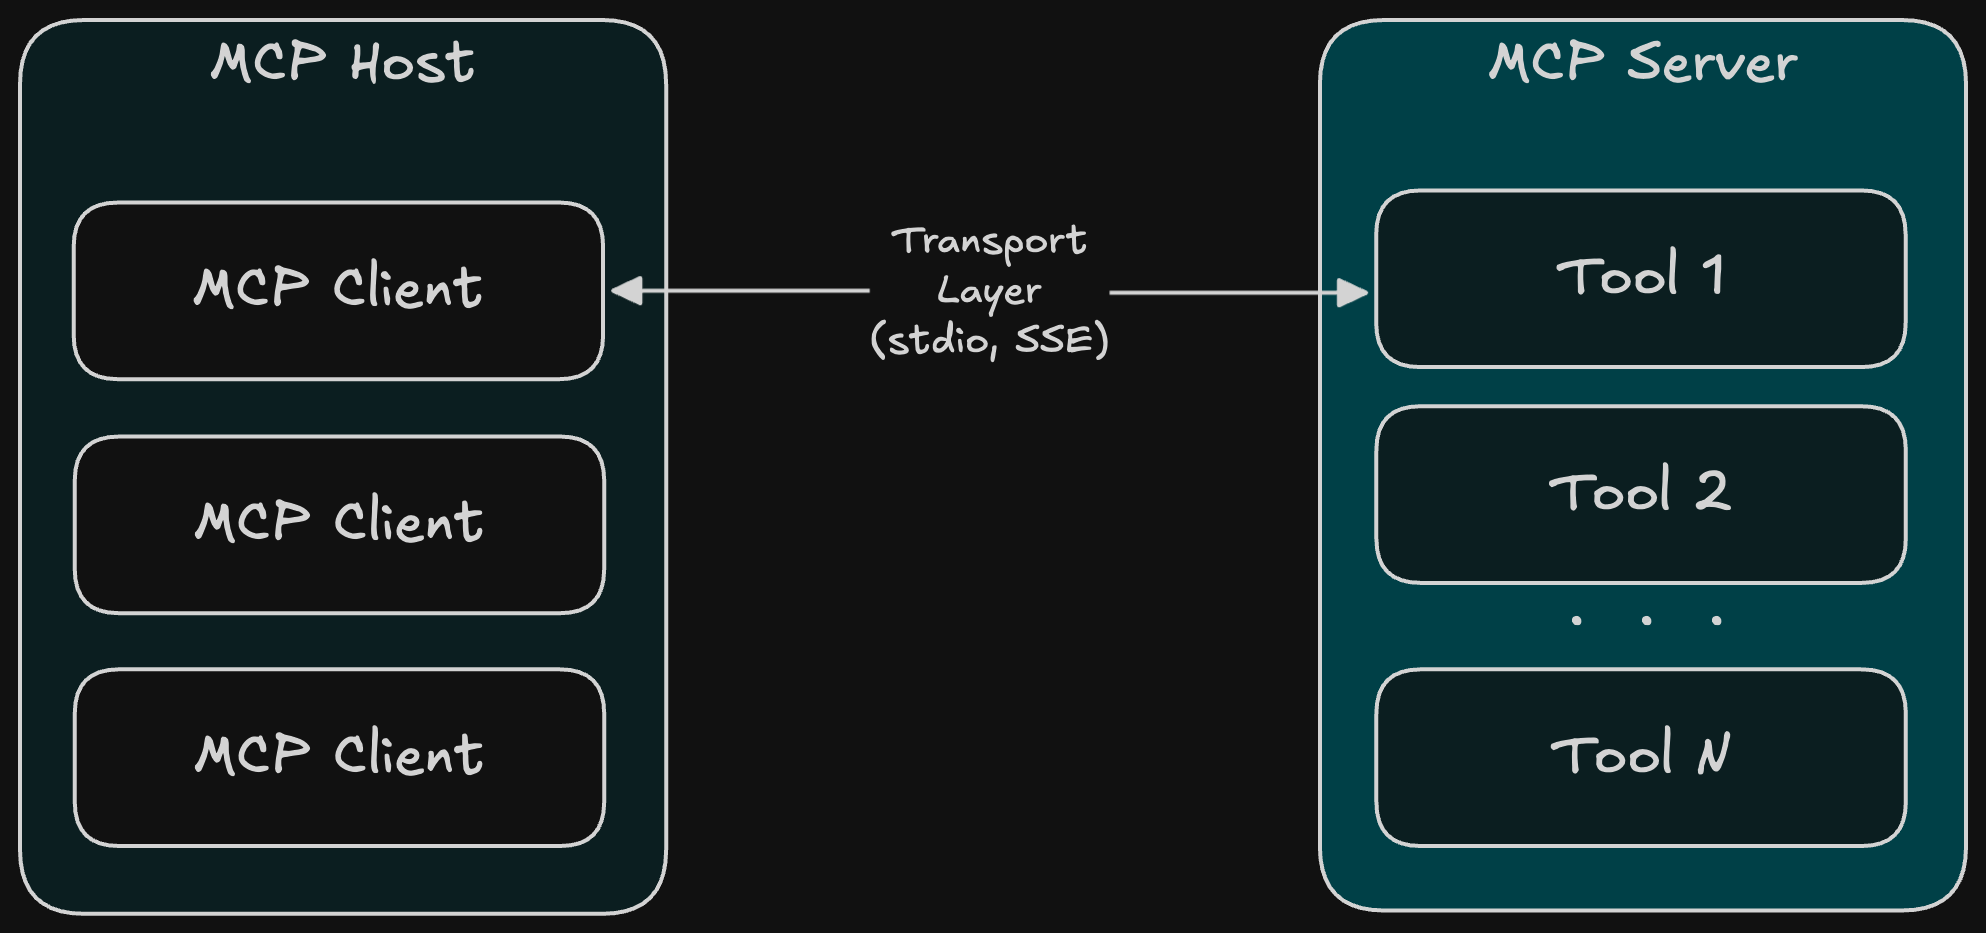 MCP Host
MCP Client
MCP Client
MCP Client
Transport
Layer
(stdio, SSE)
MCP Server
Tool 1
Tool 2
. . .
Tool N